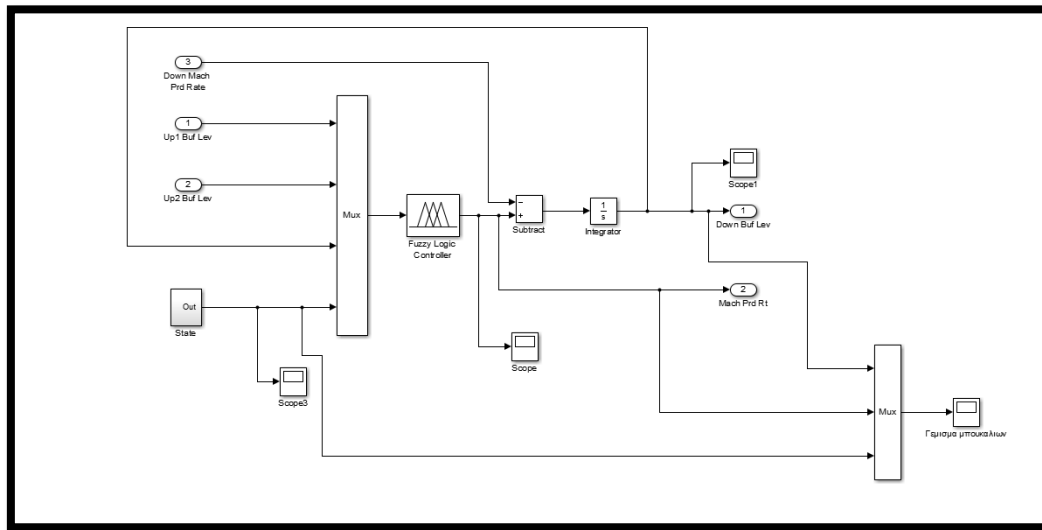 3
Down Mach
Prd Rate
1
Up1 Buf Lev
2
Up2 Buf Lev
Mux
Fuzzy Logic
Controller
Subtract
1
s
Integrator
Scope1
1
Down Buf Lev
2
Mach Prd Rt
Out
State
Scope
Scope3
Mux
Γεμισμα μπουκαλιων